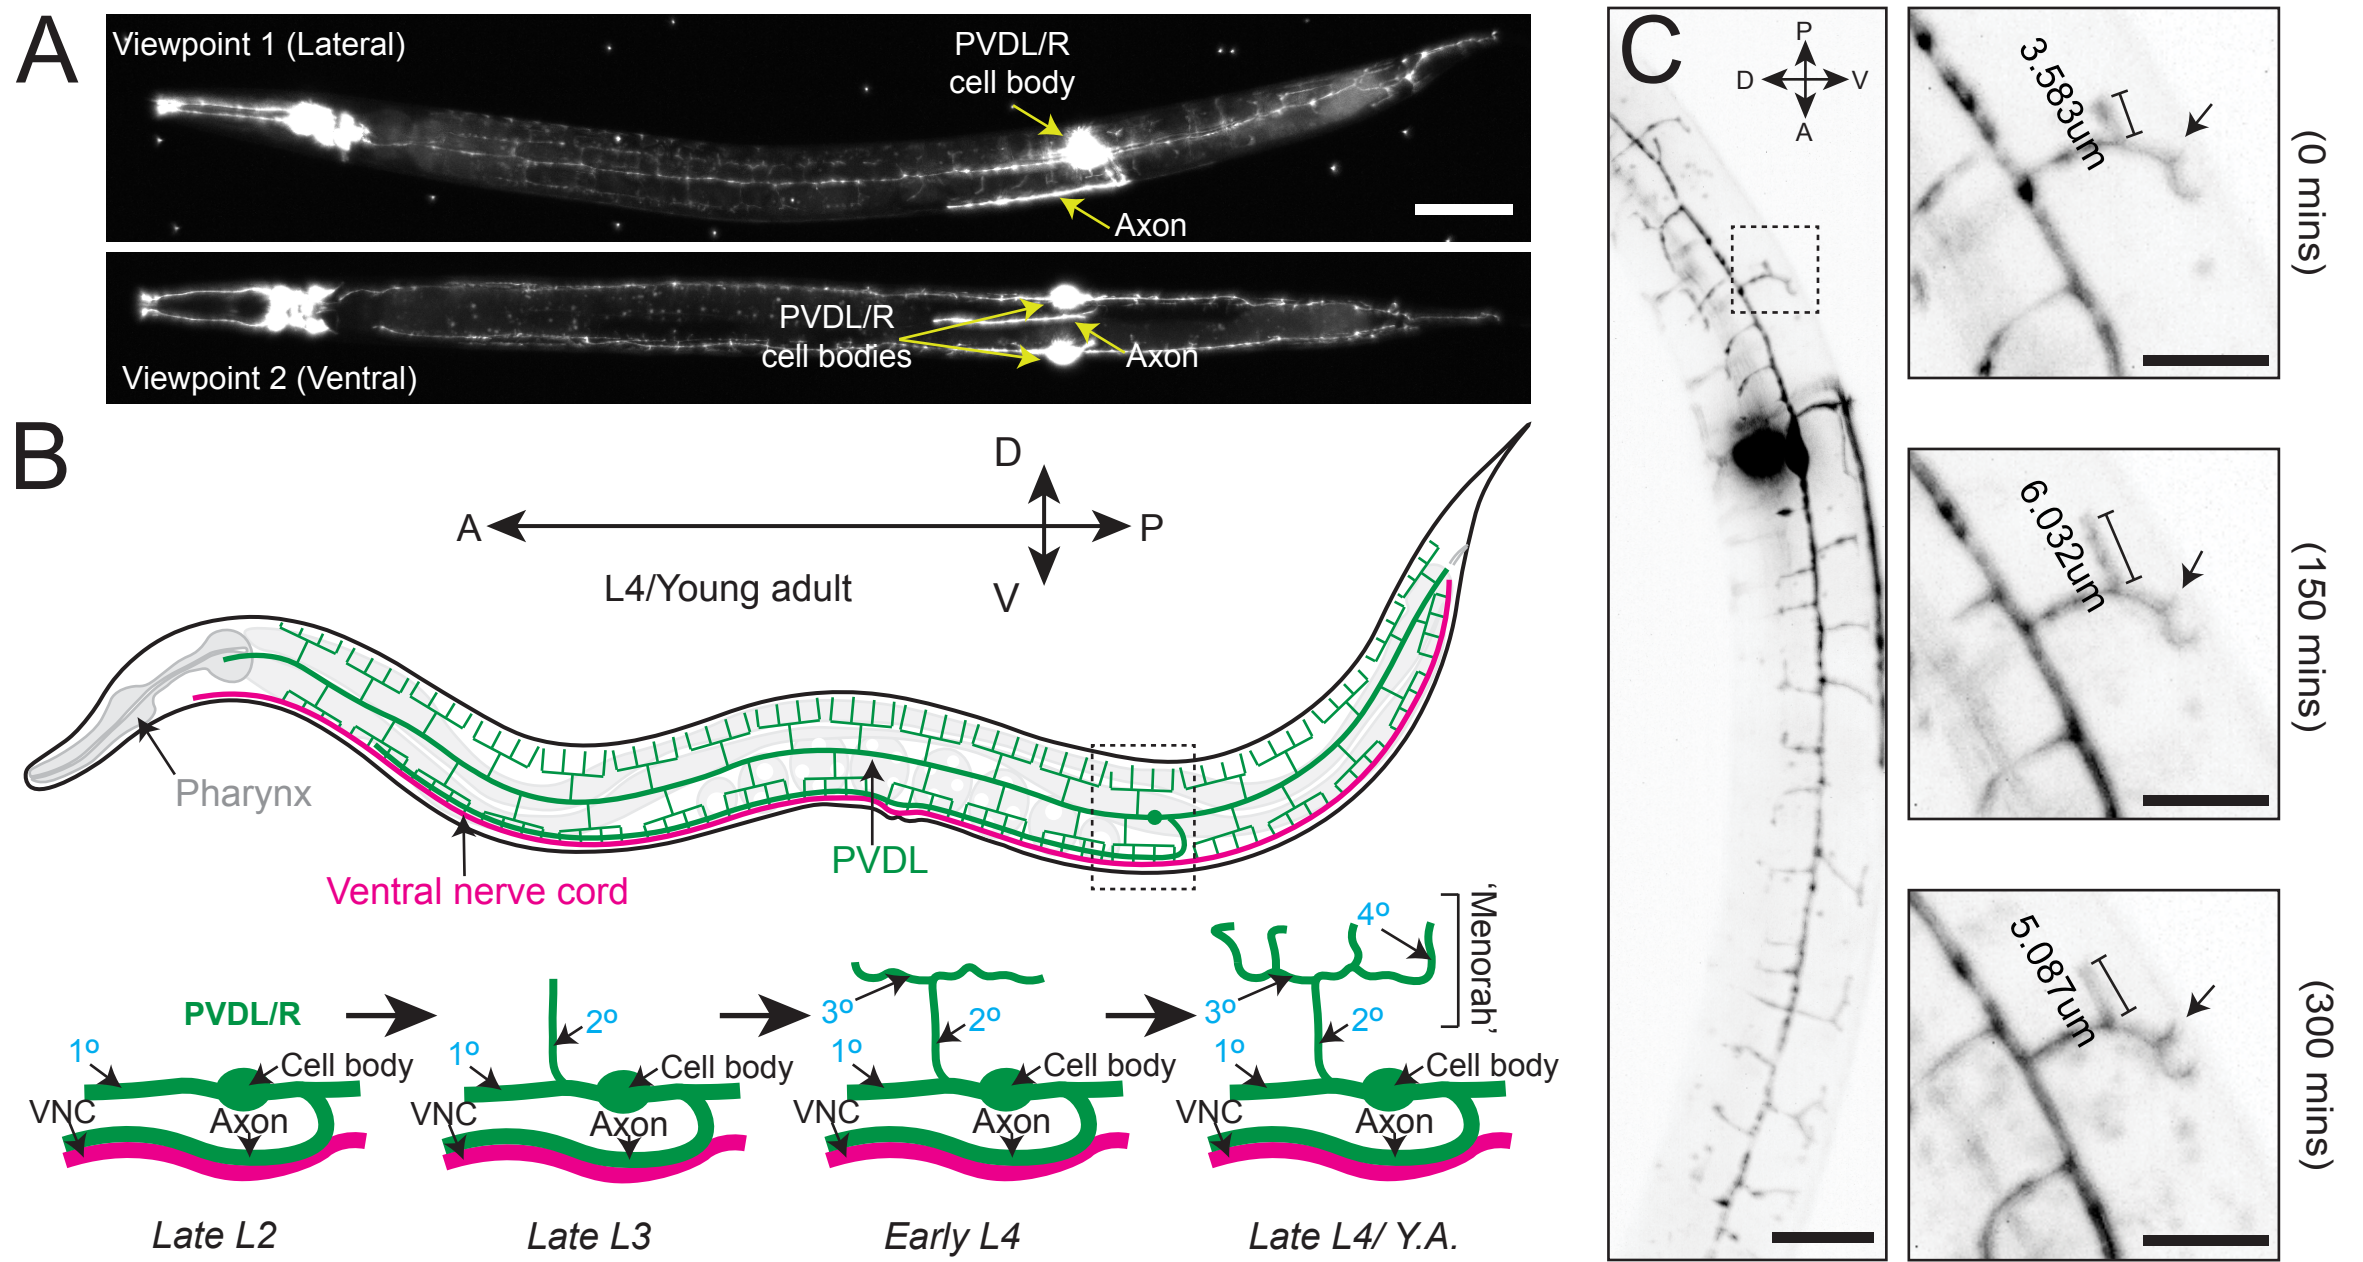 A
Viewpoint 1 (Lateral)
PVDL/R
cell body
Axon
PVDL/R
cell bodies
Axon
Viewpoint 2 (Ventral)
B
D
A
P
V
L4/Young adult
Pharynx
PVDL
Ventral nerve cord
PVDL/R
1º
Cell body
VNC
Axon
Late L2
1º
2º
Cell body
VNC
Axon
Late L3
3º
2º
1º
Cell body
VNC
Axon
Early L4
4º
3º
2º
1º
Cell body
VNC
Axon
Late L4/ Y.A.
'Menorah'
C
P
D
V
A
3.583um
(0 mins)
6.032um
(150 mins)
5.087um
(300 mins)